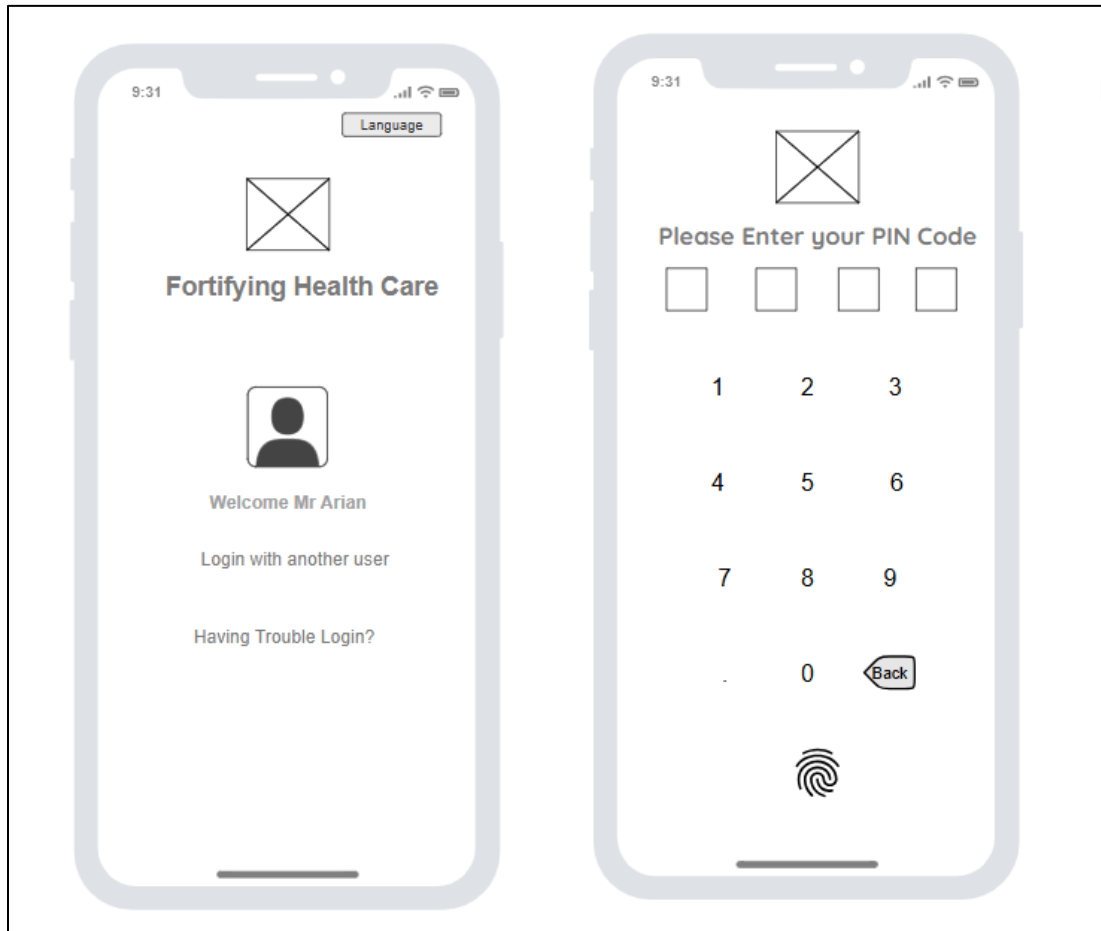 9:31
Language
Fortifying Health Care
Welcome Mr Arian
Login with another user
Having Trouble Login?
9:31
Please Enter your PIN Code
1 2 3
4 5 6
7 8 9
. 0 Back